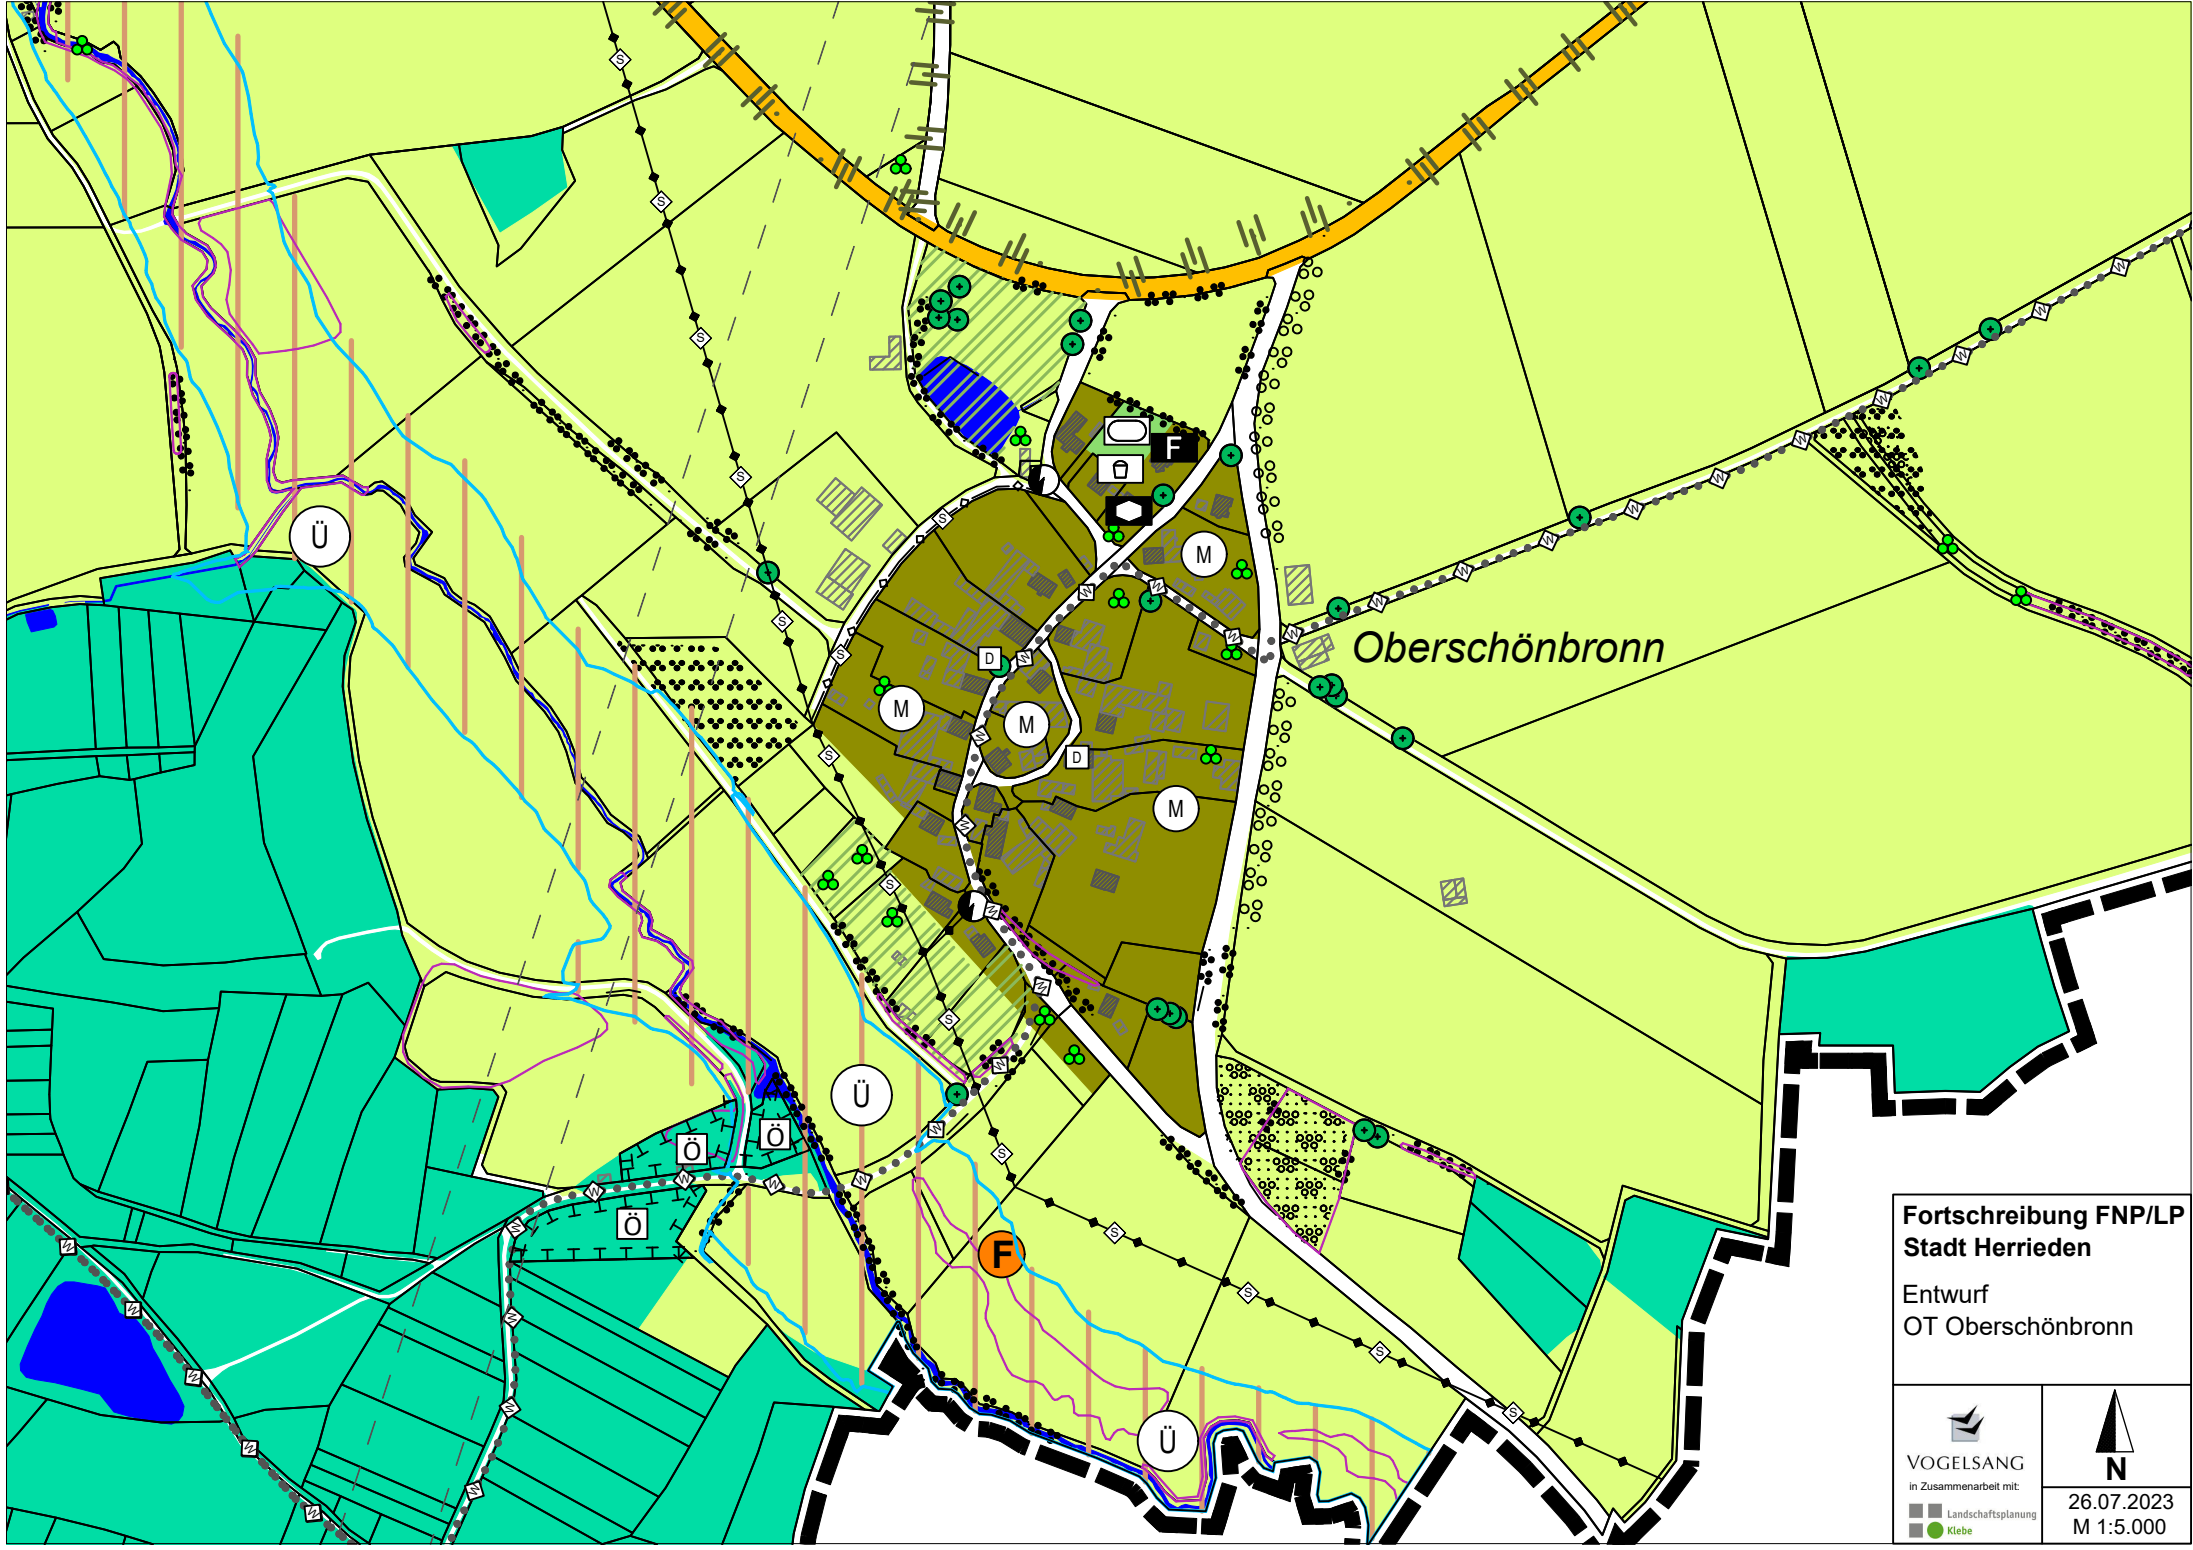 S
S
S
S
F
S
W
W
W
W
W
W
W
W
W
W
W
Ü
M
W
W
W
W
S
S
D
W
Oberschönbronn
M
M
W
D
S
M
W
S
W
W
S
W
Ü
W
Ö
Ö
S
W
W
W
W
Ö
W
W
F
S
W
W
S
W
S
W
S
W
Ü
W
W
Fortschreibung FNP/LP
Stadt Herrieden
Entwurf
OT Oberschönbronn
VOGELSANG
in Zusammenarbeit mit:
Landschaftsplanung
Klebe
N
26.07.2023
M 1:5.000